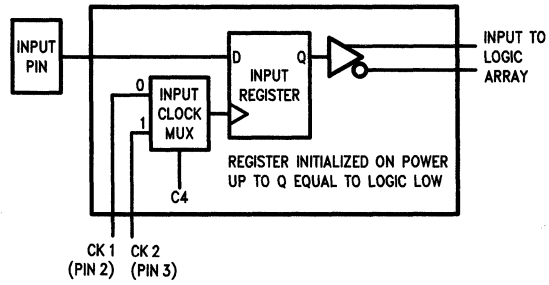 INPUT
PIN
0
1
INPUT
CLOCK
MUX
C4
D
Q
INPUT
REGISTER
INPUT TO
LOGIC
ARRAY
REGISTER INITIALIZED ON POWER
UP TO Q EQUAL TO LOGIC LOW
CK 1
(PIN 2)
CK 2
(PIN 3)